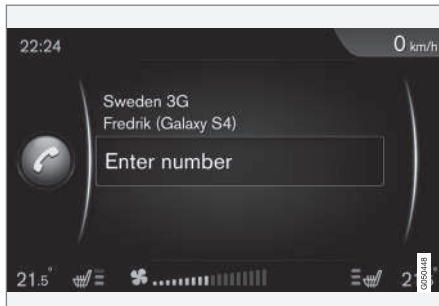 22:24
0 km/h
Sweden 3G
Fredrik (Galaxy S4)
Enter number
21.5°
G050448